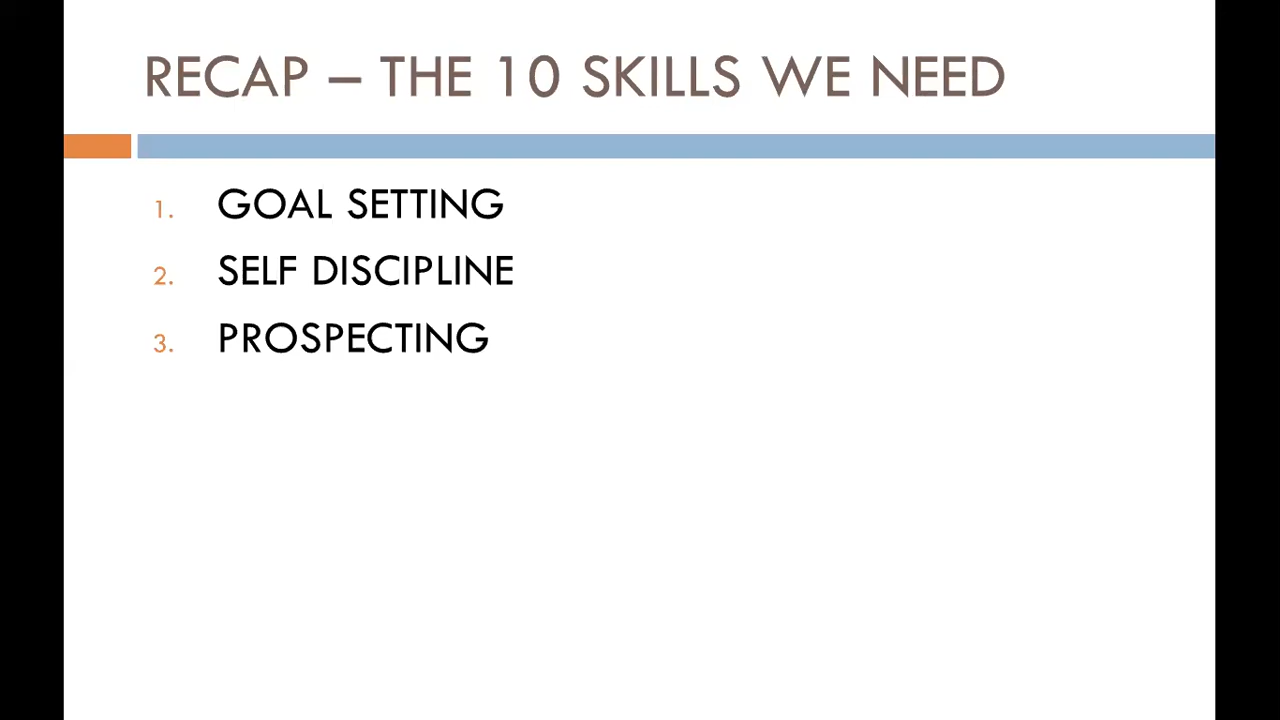 RECAP – THE 10 SKILLS WE NEED
1. GOAL SETTING
2. SELF DISCIPLINE
3. PROSPECTING